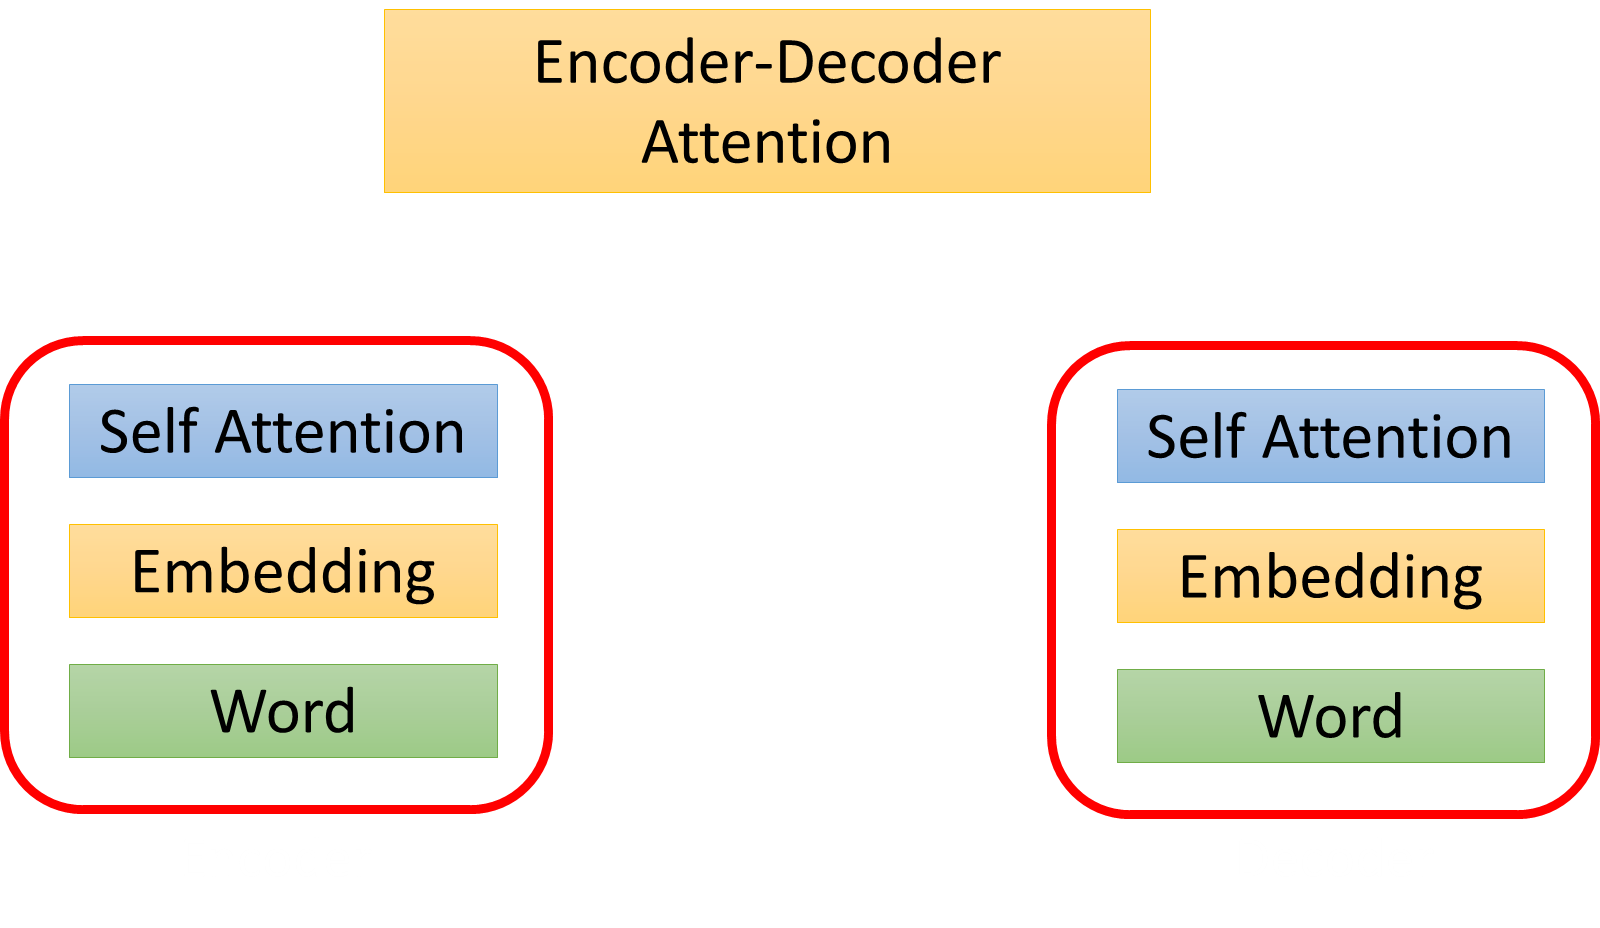 Encoder-Decoder
Attention
Self Attention
Embedding
Word
Self Attention
Embedding
Word